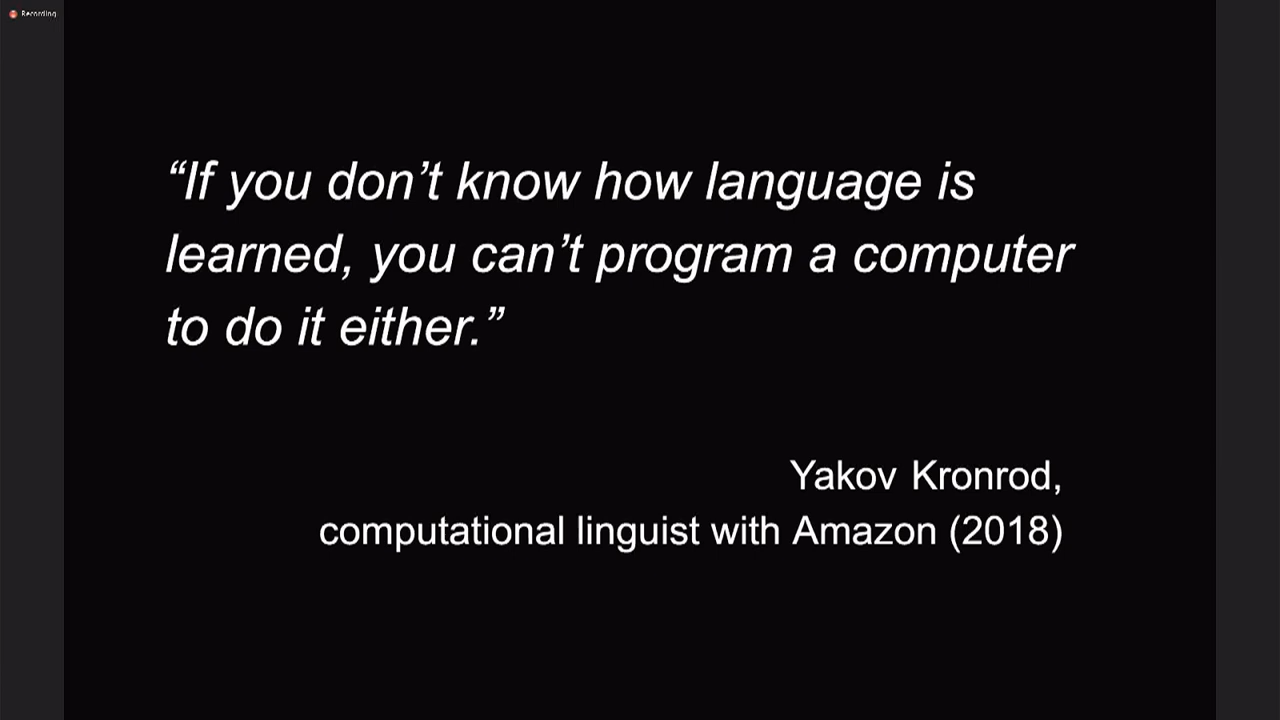 Recording
“If you don’t know how language is
learned, you can’t program a computer
to do it either.”
Yakov Kronrod,
computational linguist with Amazon (2018)